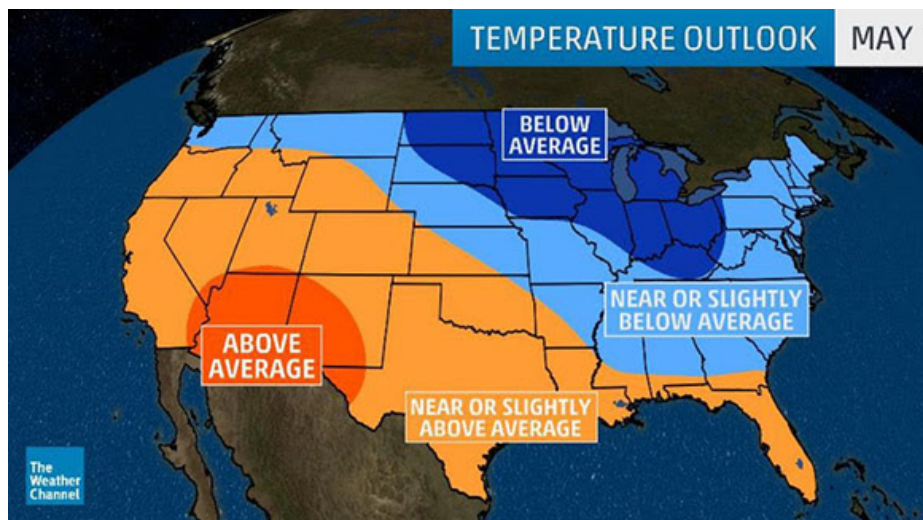 TEMPERATURE OUTLOOK MAY
BELOW
AVERAGE
NEAR OR SLIGHTLY
BELOW AVERAGE
ABOVE
AVERAGE
NEAR OR SLIGHTLY
ABOVE AVERAGE
The
Weather
Channel